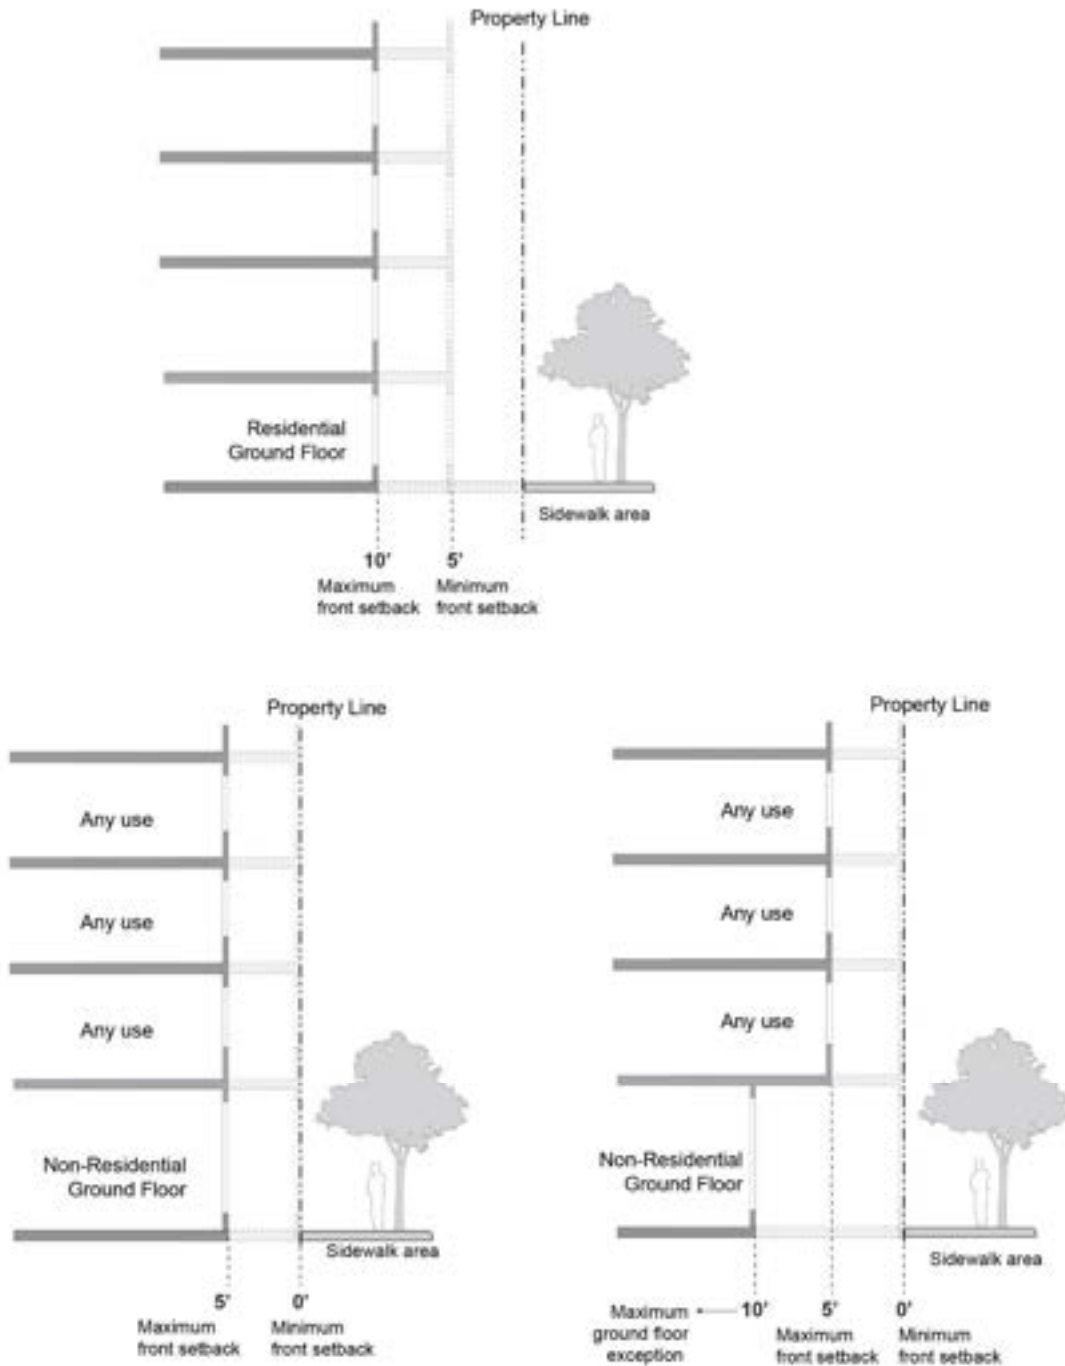 Property Line
Residential
Ground Floor
Sidewalk area
10' 5'
Maximum Minimum
front setback front setback
Property Line
Any use
Any use
Any use
Non-Residential
Ground Floor
Sidewalk area
5' 0'
Maximum Minimum
front setback front setback
Property Line
Any use
Any use
Any use
Non-Residential
Ground Floor
Sidewalk area
Maximum 10' 5' 0'
ground floor Maximum Minimum
exception front setback front setback